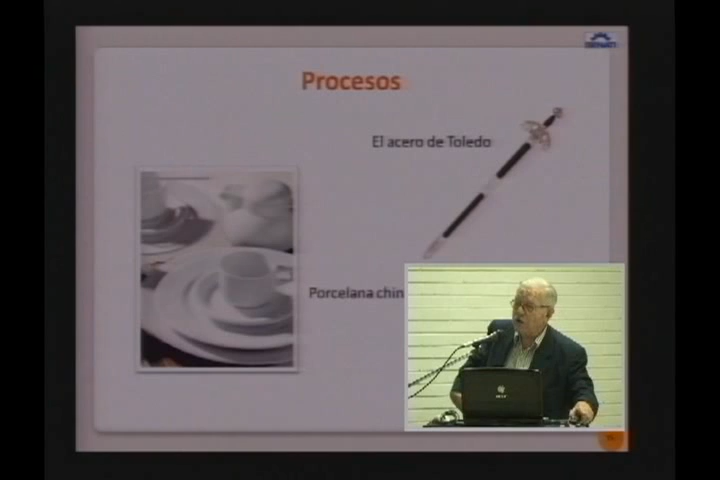 Procesos
El acero de Toledo
Porcelana chin